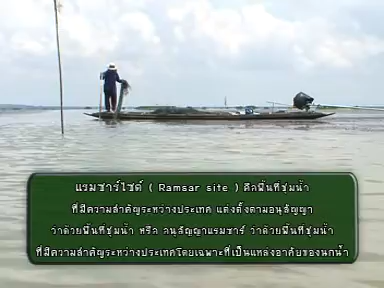 แรมซาร์ไซต์ ( Ramsar site ) คือพื้นที่ชุ่มน้ำ
ที่มีความสำคัญระหว่างประเทศ แต่งตั้งตามอนุสัญญา
ว่าด้วยพื้นที่ชุ่มน้ำ หรือ อนุสัญญาแรมซาร์ ว่าด้วยพื้นที่ชุ่มน้ำ
ที่มีความสำคัญระหว่างประเทศโดยเฉพาะที่เป็นแหล่งอาศัยของนกน้ำ